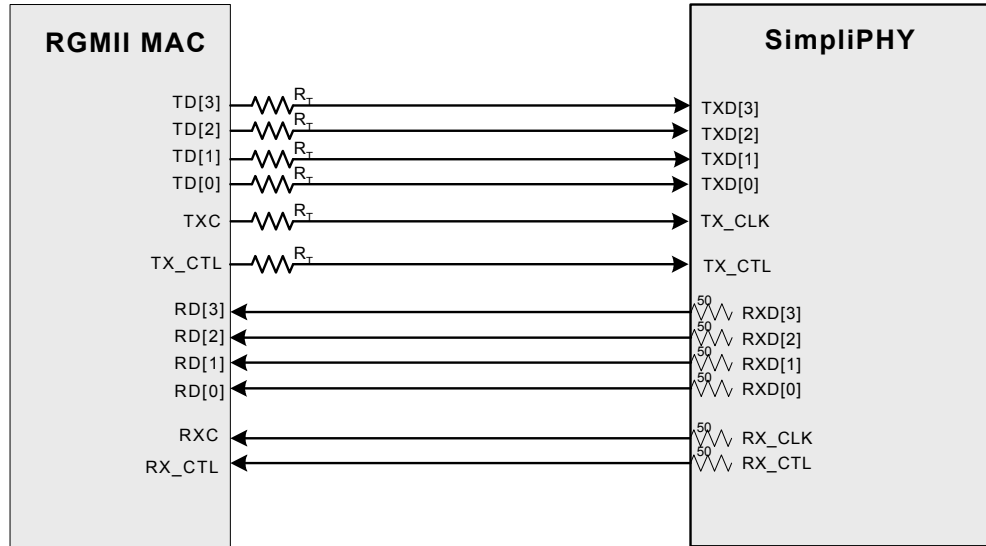 RGMII MAC
SimpliPHY
TD[3] R_T TXD[3]
TD[2] R_T TXD[2]
TD[1] R_T TXD[1]
TD[0] R_T TXD[0]
TXC R_T TX_CLK
TX_CTL R_T TX_CTL
RD[3] 50 RXD[3]
RD[2] 50 RXD[2]
RD[1] 50 RXD[1]
RD[0] 50 RXD[0]
RXC 50 RX_CLK
RX_CTL 50 RX_CTL